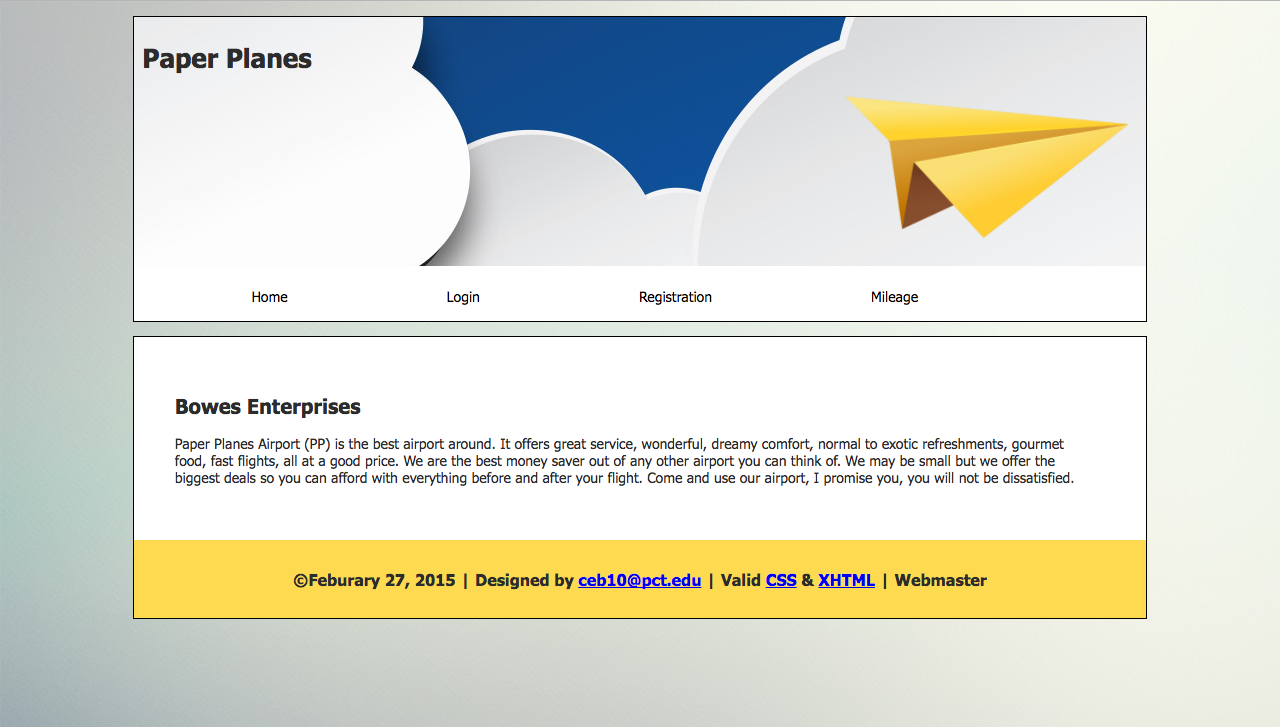 Paper Planes
Home Login Registration Mileage
Bowes Enterprises
Paper Planes Airport (PP) is the best airport around. It offers great service, wonderful, dreamy comfort, normal to exotic refreshments, gourmet
food, fast flights, all at a good price. We are the best money saver out of any other airport you can think of. We may be small but we offer the
biggest deals so you can afford with everything before and after your flight. Come and use our airport, I promise you, you will not be dissatisfied.
©Feburary 27, 2015 | Designed by ceb10@pct.edu | Valid CSS & XHTML | Webmaster